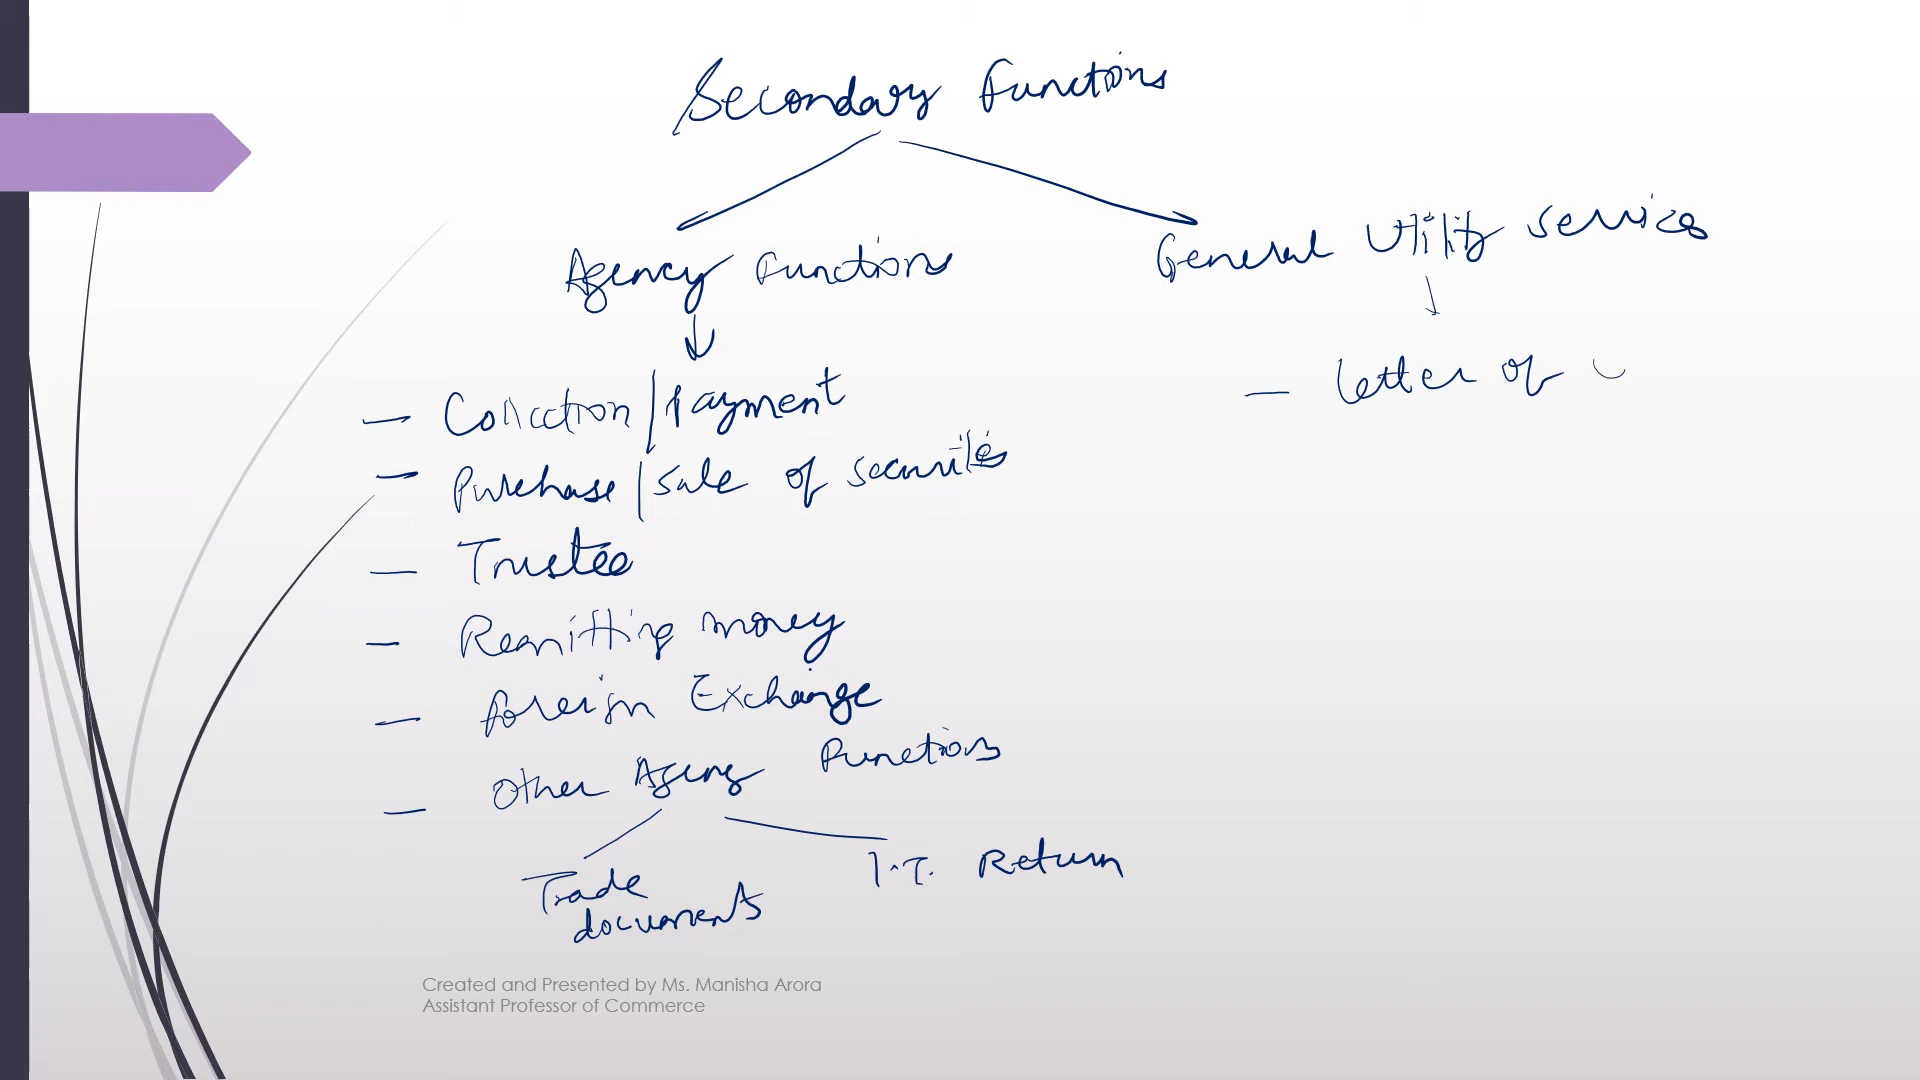 Secondary Functions
Agency Functions
General Utility Services
- Collection/Payment
- Purchase/Sale of securities
- Trustee
- Remitting money
- Foreign Exchange
- Other Agency Functions
Trade documents
I.T. Return
- Letter of
Created and Presented by Ms. Manisha Arora
Assistant Professor of Commerce